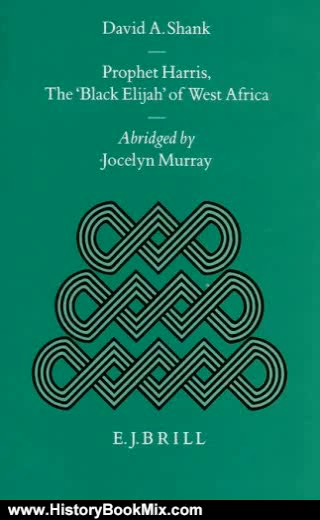 David A. Shank
Prophet Harris,
The ‘Black Elijah’ of West Africa
Abridged by
Jocelyn Murray
E.J. BRILL
www.HistoryBookMix.com